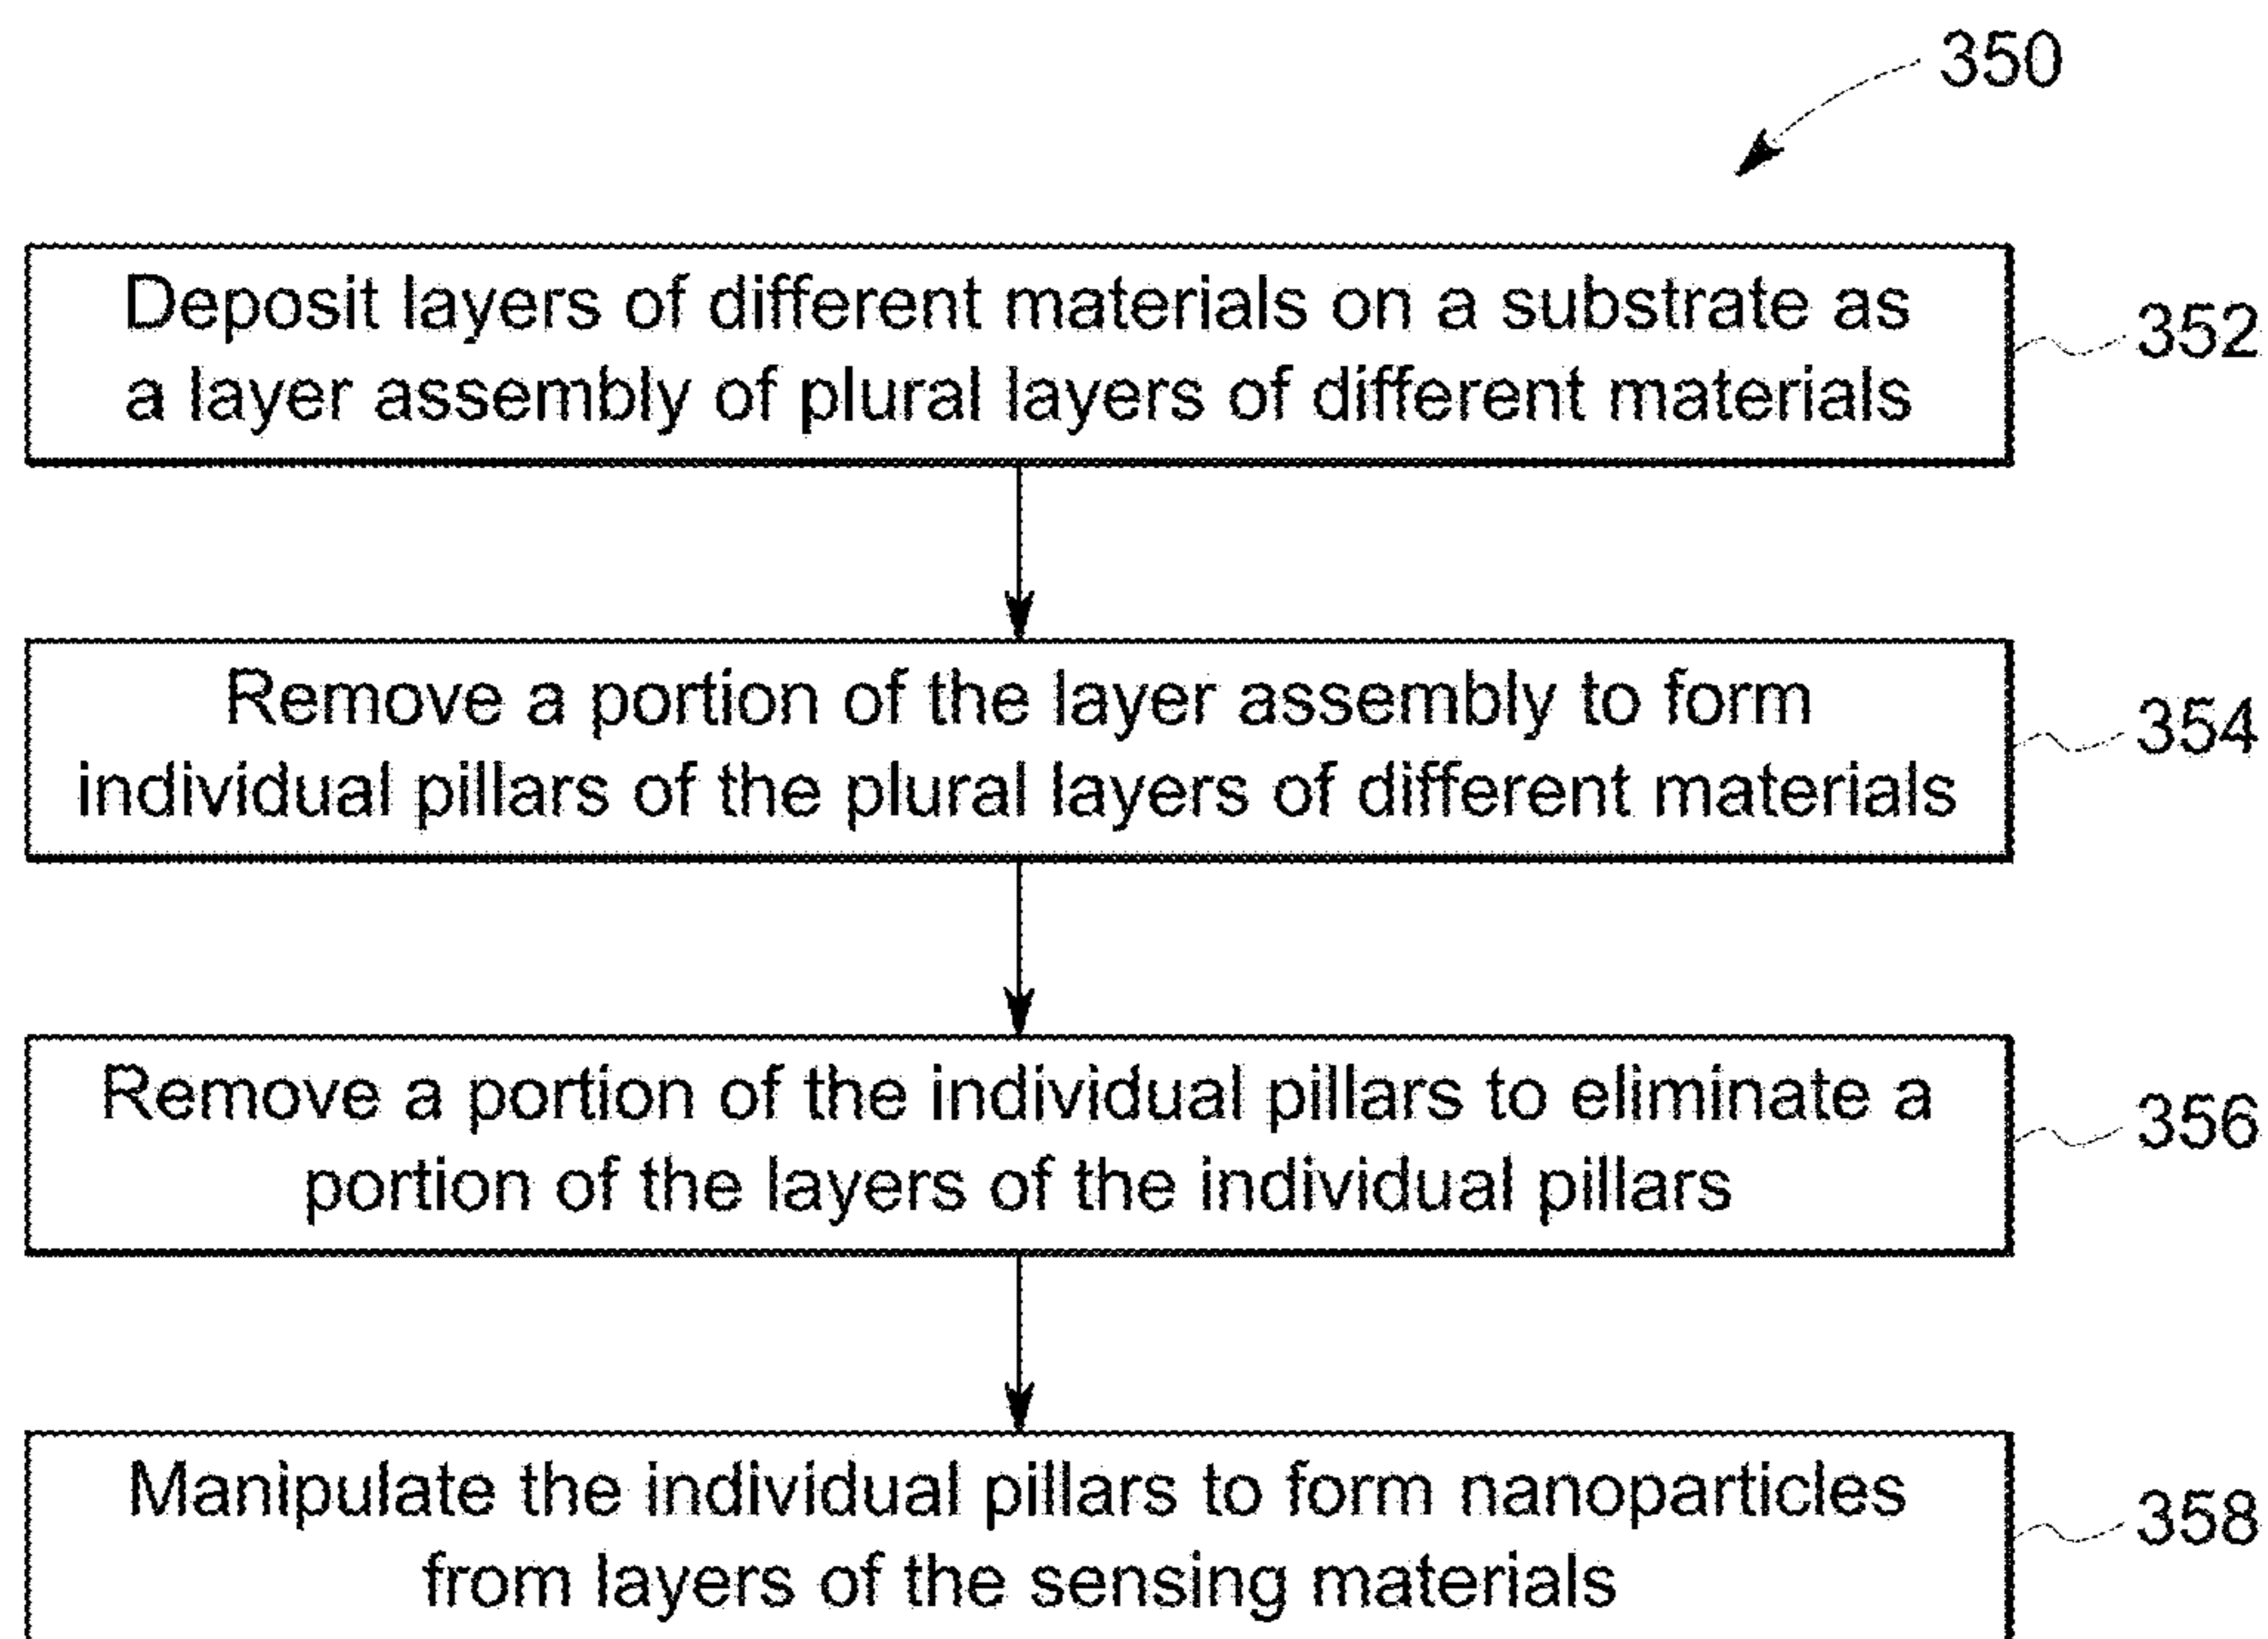 350
Deposit layers of different materials on a substrate as
a layer assembly of plural layers of different materials
352
Remove a portion of the layer assembly to form
individual pillars of the plural layers of different materials
354
Remove a portion of the individual pillars to eliminate a
portion of the layers of the individual pillars
356
Manipulate the individual pillars to form nanoparticles
from layers of the sensing materials
358